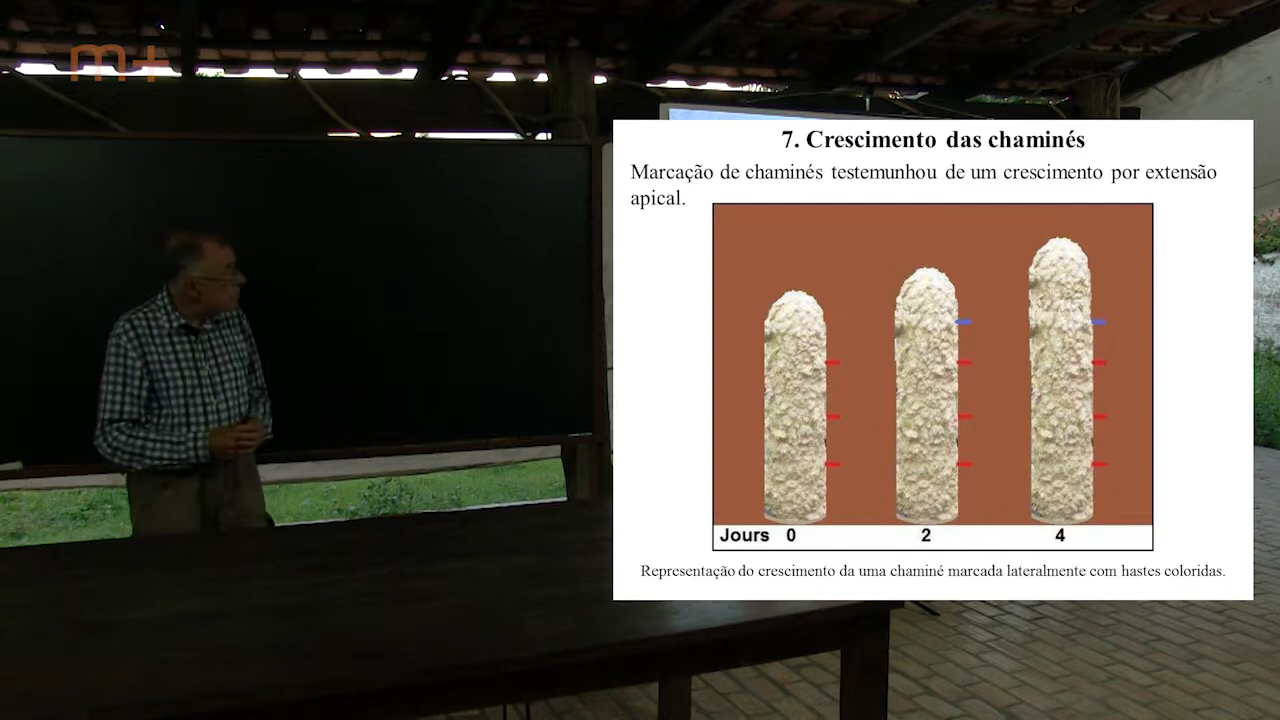 m+
7. Crescimento das chaminés
Marcação de chaminés testemunhou de um crescimento por extensão
apical.
Jours 0 2 4
Representação do crescimento da uma chaminé marcada lateralmente com hastes coloridas.